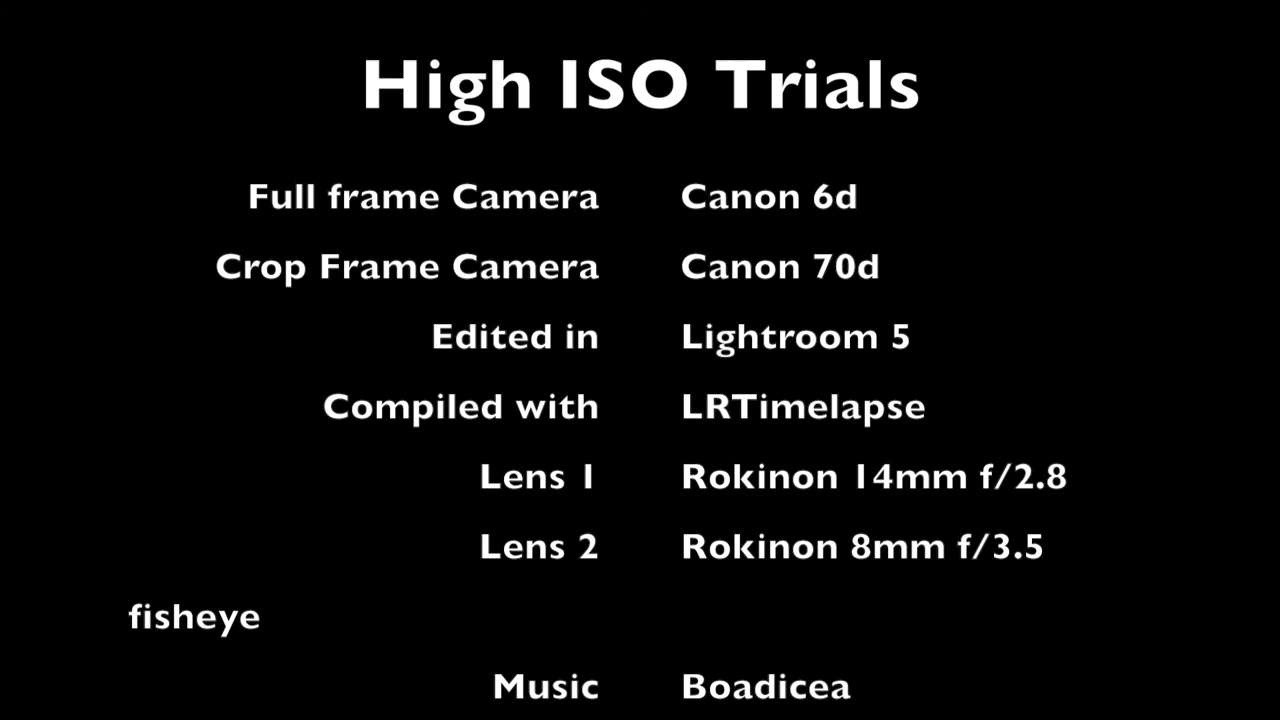 High ISO Trials
Full frame Camera Canon 6d
Crop Frame Camera Canon 70d
Edited in Lightroom 5
Compiled with LRTimelapse
Lens 1 Rokinon 14mm f/2.8
Lens 2 Rokinon 8mm f/3.5
fisheye
Music Boadicea